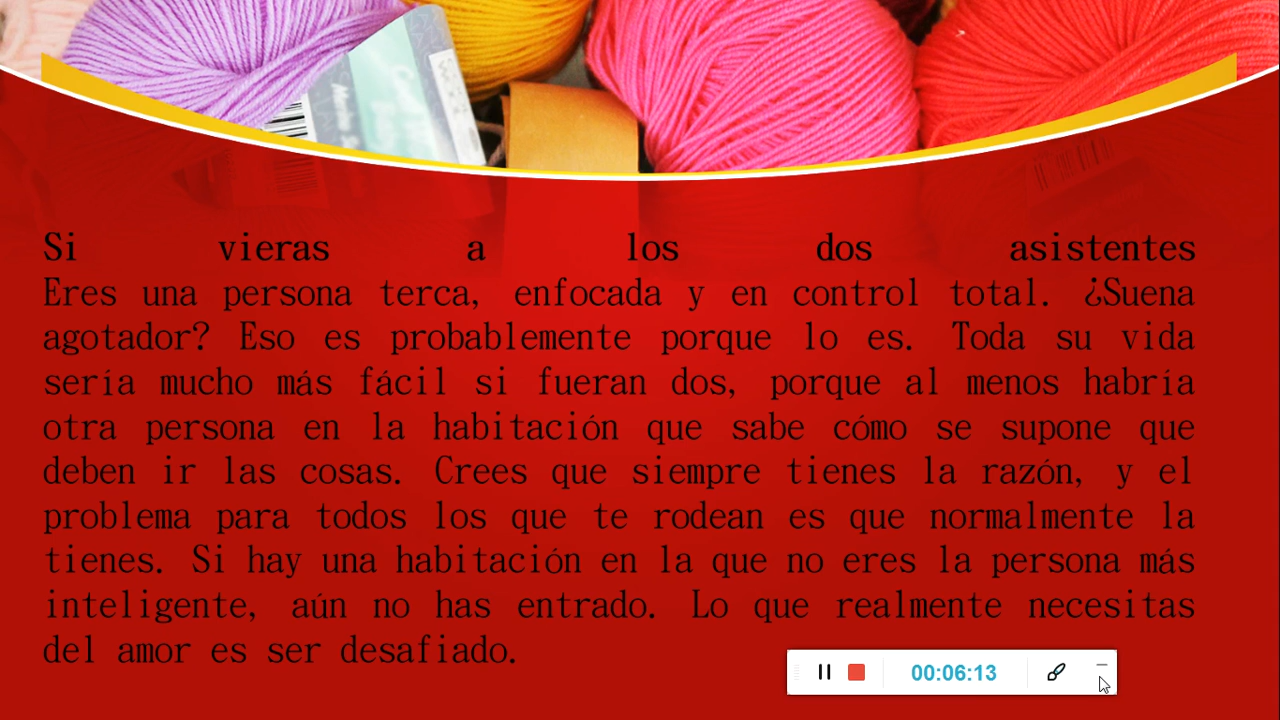 Si vieras a los dos asistentes
Eres una persona terca, enfocada y en control total. ¿Suena
agotador? Eso es probablemente porque lo es. Toda su vida
sería mucho más fácil si fueran dos, porque al menos habría
otra persona en la habitación que sabe cómo se supone que
deben ir las cosas. Crees que siempre tienes la razón, y el
problema para todos los que te rodean es que normalmente la
tienes. Si hay una habitación en la que no eres la persona más
inteligente, aún no has entrado. Lo que realmente necesitas
del amor es ser desafiado.
00:06:13